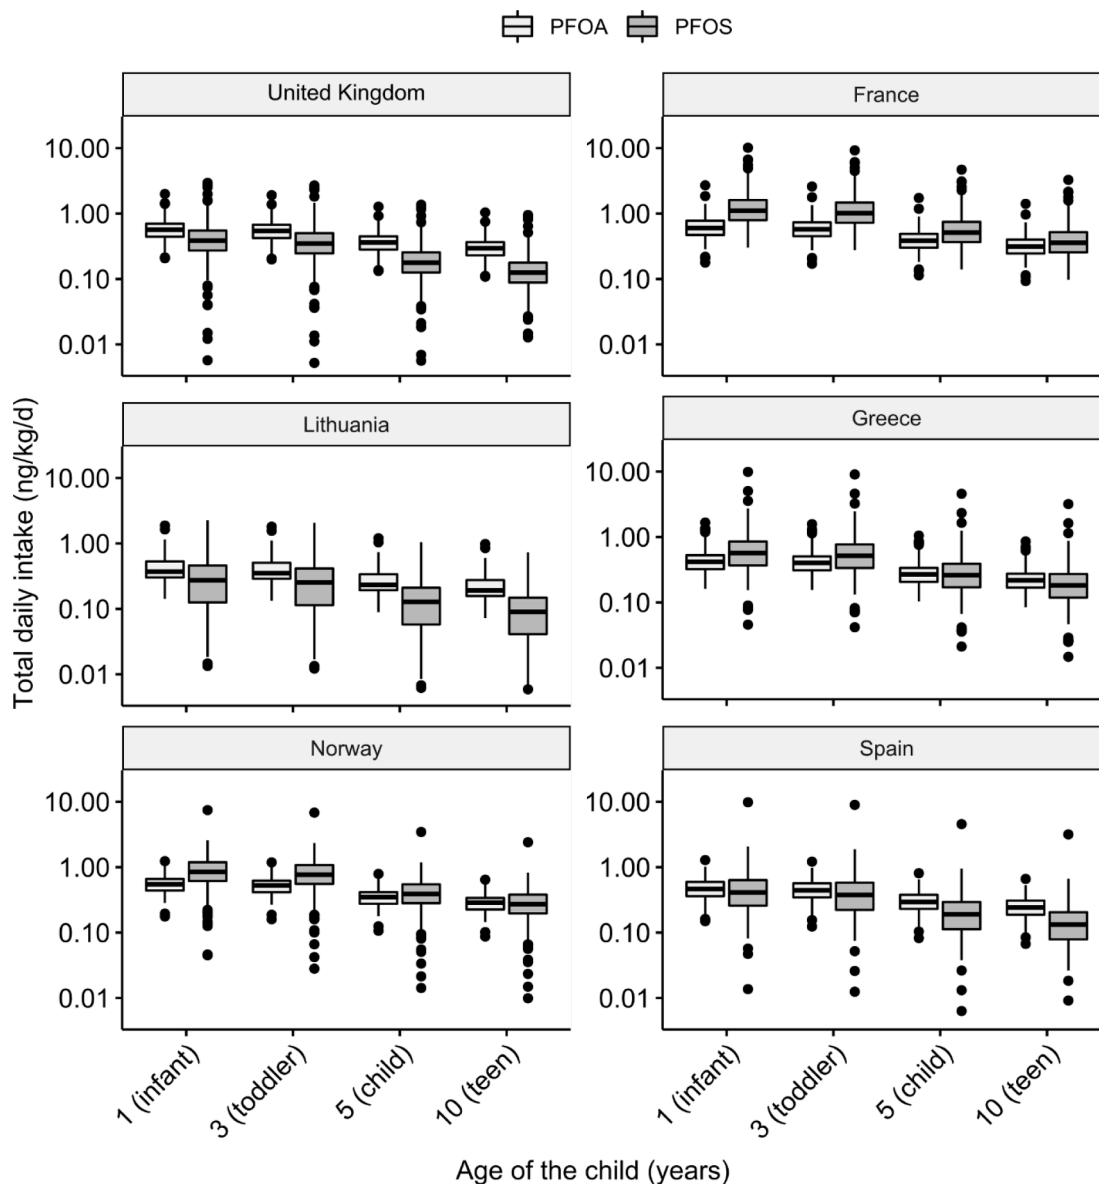 PFOA PFOS
United Kingdom
France
10.00
1.00
0.10
0.01
10.00
1.00
0.10
0.01
Total daily intake (ng/kg/d)
Lithuania
Greece
10.00
1.00
0.10
0.01
10.00
1.00
0.10
0.01
Norway
Spain
10.00
1.00
0.10
0.01
10.00
1.00
0.10
0.01
1 (infant)
3 (toddler)
5 (child)
10 (teen)
1 (infant)
3 (toddler)
5 (child)
10 (teen)
Age of the child (years)